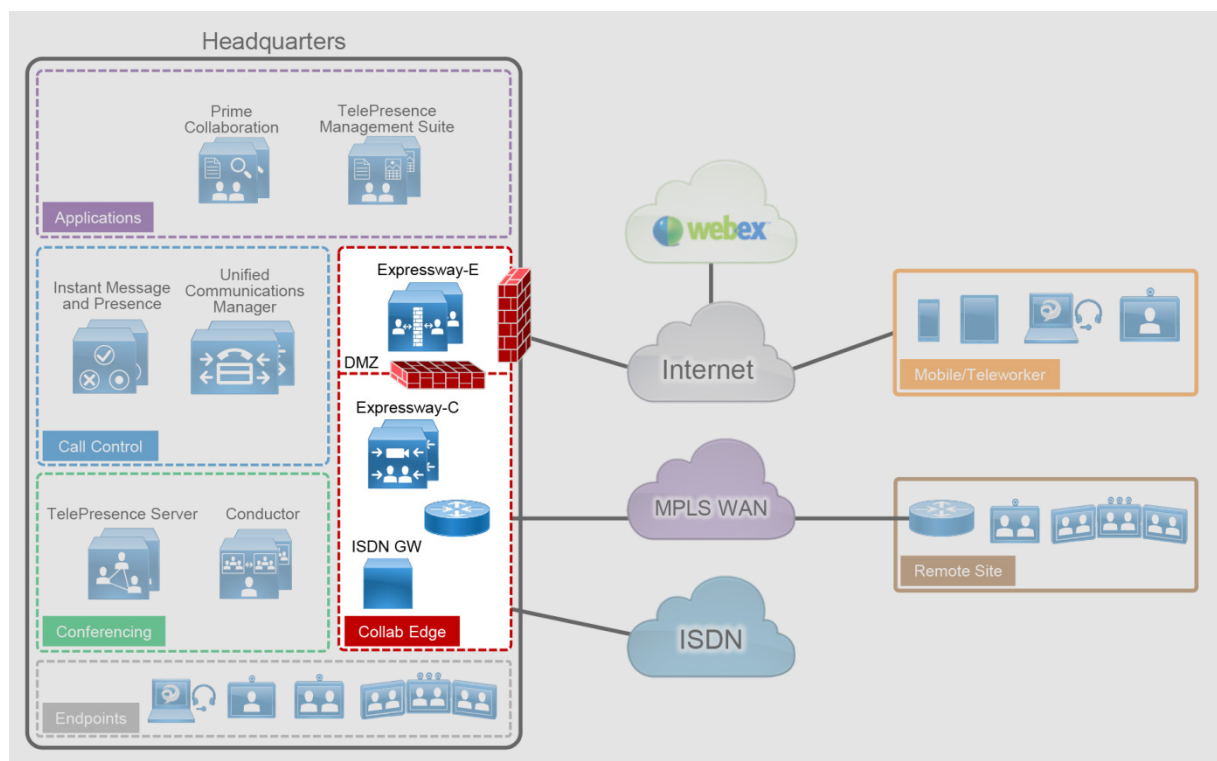 Headquarters
Prime
Collaboration
TelePresence
Management Suite
Applications
Instant Message
and Presence
Unified
Communications
Manager
Call Control
Expressway-E
DMZ
Expressway-C
ISDN GW
Collab Edge
TelePresence Server
Conductor
Conferencing
Endpoints
webex™
Internet
MPLS WAN
ISDN
Mobile/Teleworker
Remote Site